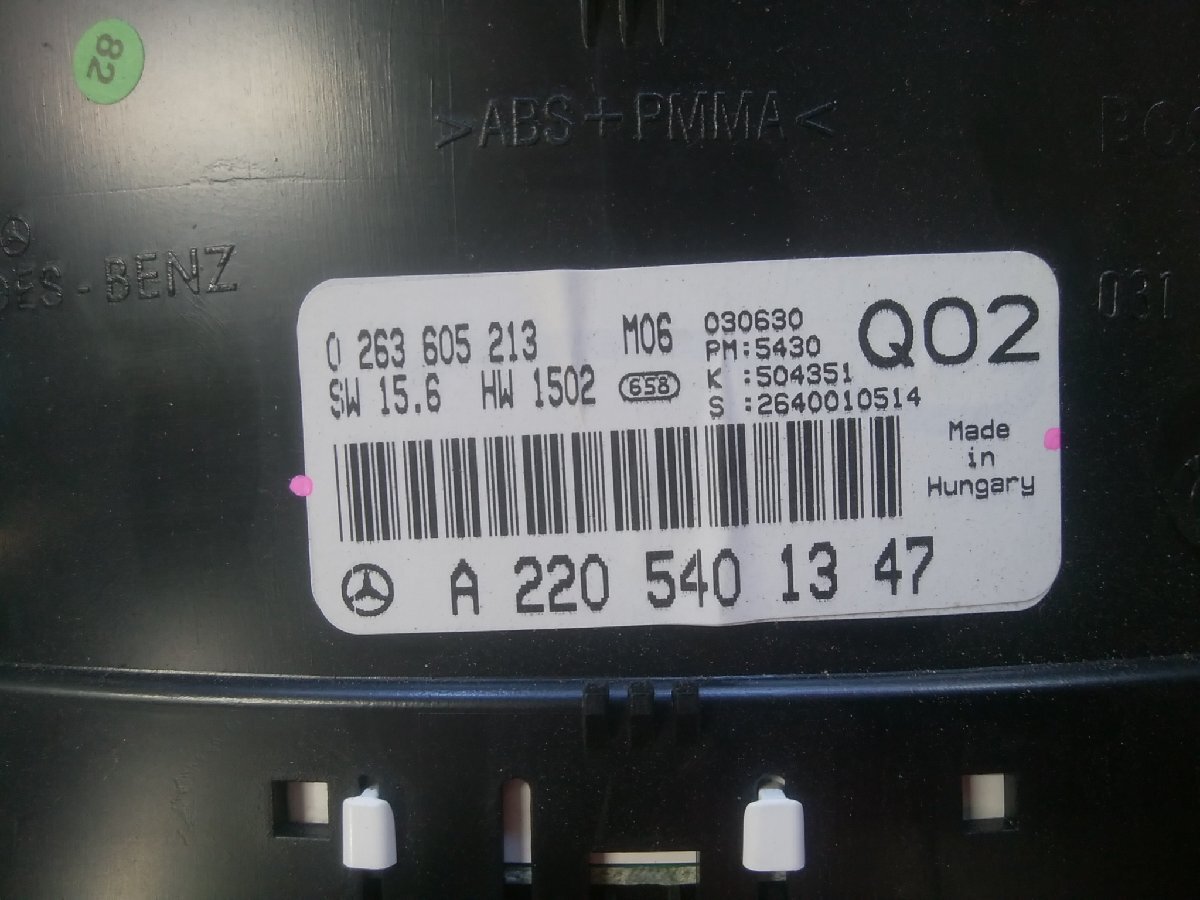 82
>ABS+PMMA<
-BENZ
031
0 263 605 213
M06
030630
Q02
PM:5430
SW 15.6 HW 1502
658
K :504351
S :2640010514
Made
in
Hungary
A 220 540 13 47